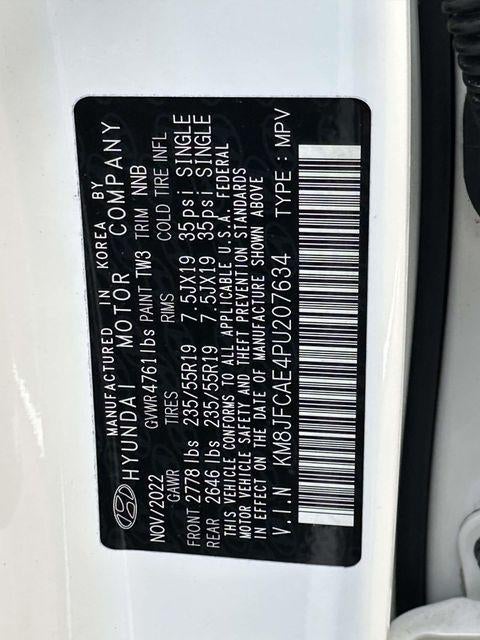 MANUFACTURED IN KOREA BY
HYUNDAI MOTOR COMPANY
NOV/2022 GVWR 4761 lbs PAINT TW3 TRIM NNB
GAWR TIRES RIMS COLD TIRE INFL
FRONT 2778 lbs 235/55R19 7.5JX19 35psi SINGLE
REAR 2646 lbs 235/55R19 7.5JX19 35psi SINGLE
THIS VEHICLE CONFORMS TO ALL APPLICABLE U.S.A. FEDERAL
MOTOR VEHICLE SAFETY AND THEFT PREVENTION STANDARDS
IN EFFECT ON THE DATE OF MANUFACTURE SHOWN ABOVE
V.I.N KM8JFCAE4PU207634 TYPE : MPV